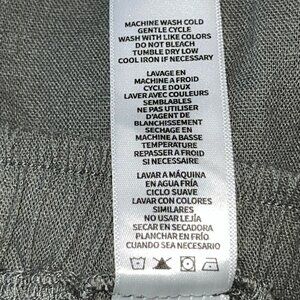 MACHINE WASH COLD
GENTLE CYCLE
WASH WITH LIKE COLORS
DO NOT BLEACH
TUMBLE DRY LOW
COOL IRON IF NECESSARY
LAVAGE EN
MACHINE A FROID
CYCLE DOUX
LAVER AVEC COULEURS
SEMBLABLES
NE PAS UTILISER
D'AGENT DE
BLANCHISSEMENT
SECHAGE EN
MACHINE A BASSE
TEMPERATURE
REPASSER A FROID
SI NECESSAIRE
LAVAR A MÁQUINA
EN AGUA FRÍA
CICLO SUAVE
LAVAR CON COLORES
SIMILARES
NO USAR LEJÍA
SECAR EN SECADORA
PLANCHAR EN FRÍO
CUANDO SEA NECESARIO